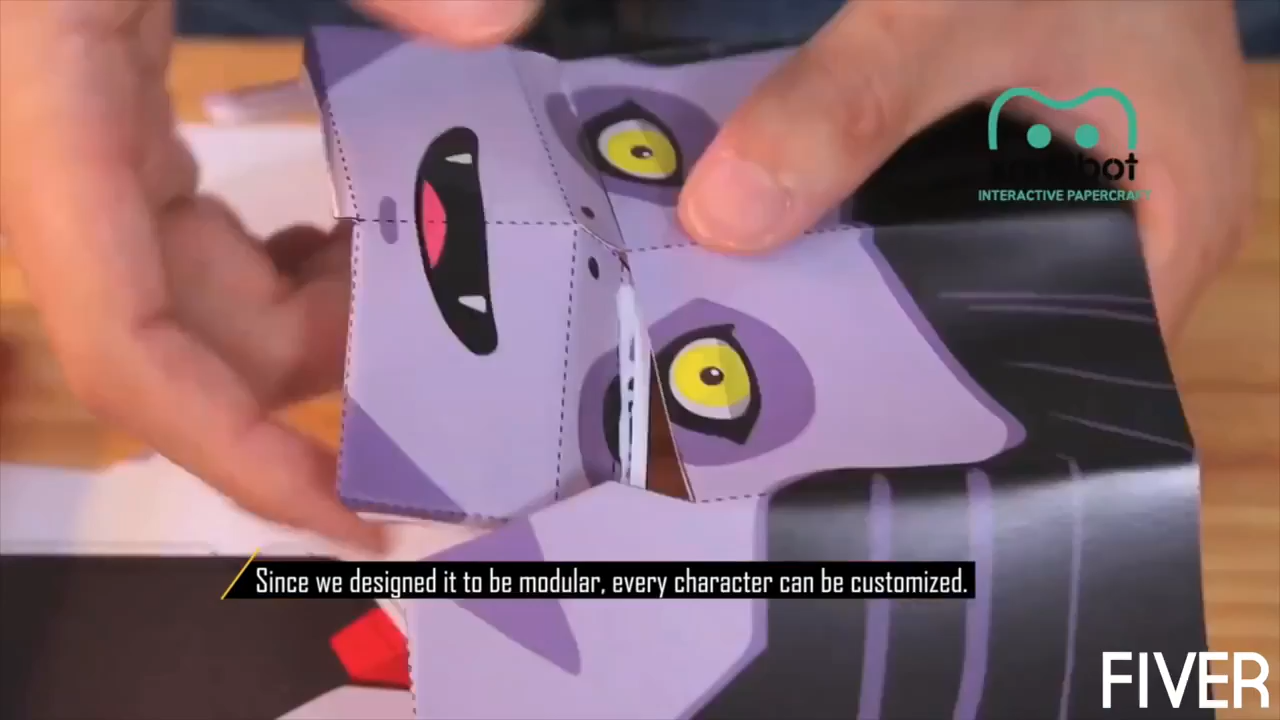 INTERACTIVE PAPERCRAFT
Since we designed it to be modular, every character can be customized.
FIVER